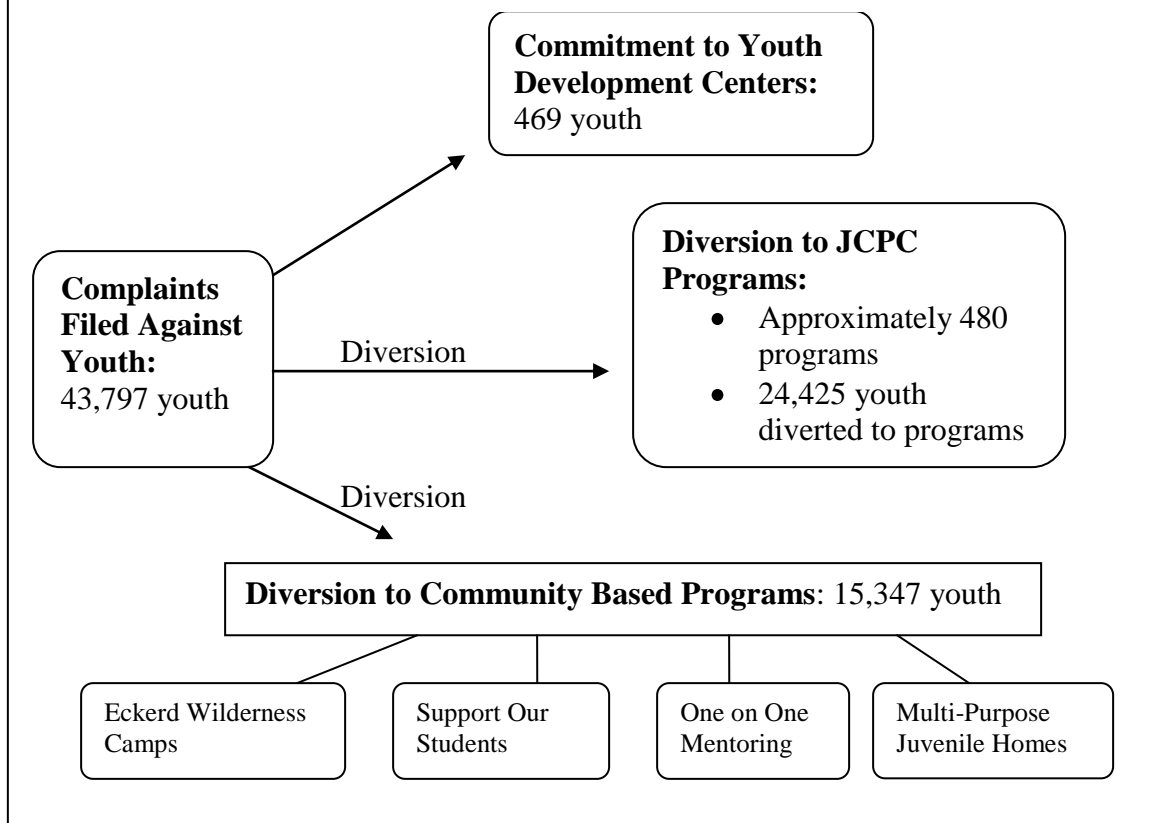 Commitment to Youth
Development Centers:
469 youth
Diversion to JCPC
Programs:
• Approximately 480
programs
• 24,425 youth
diverted to programs
Complaints
Filed Against
Youth:
43,797 youth
Diversion
Diversion
Diversion to Community Based Programs: 15,347 youth
Eckerd Wilderness
Camps
Support Our
Students
One on One
Mentoring
Multi-Purpose
Juvenile Homes